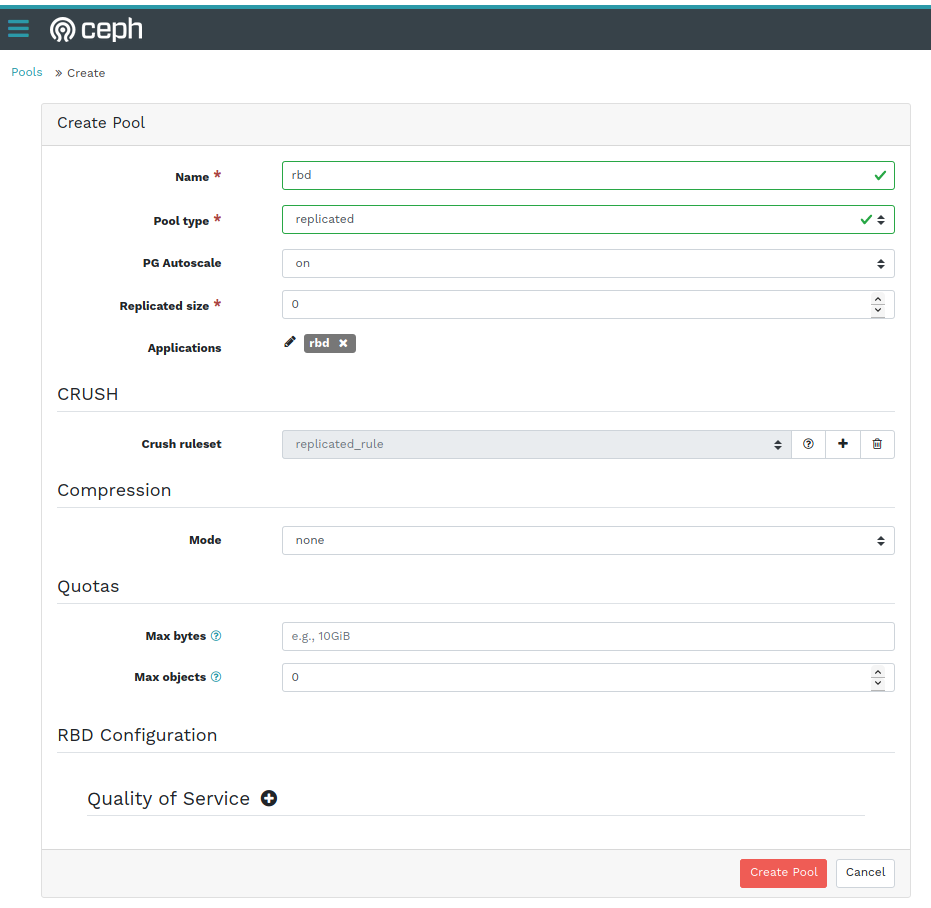 ceph
Pools » Create
Create Pool
Name *
rbd
Pool type *
replicated
PG Autoscale
on
Replicated size *
0
Applications
rbd ×
CRUSH
Crush ruleset
replicated_rule
Compression
Mode
none
Quotas
Max bytes
e.g., 10GiB
Max objects
0
RBD Configuration
Quality of Service
Create Pool
Cancel